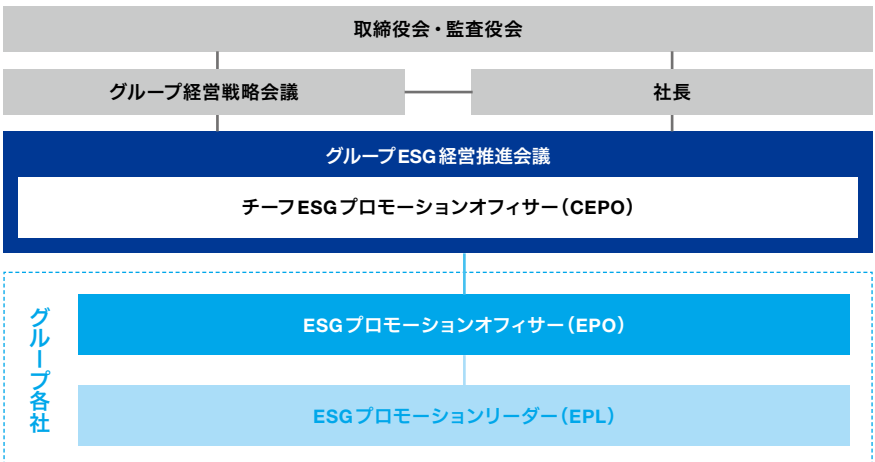 取締役会・監査役会
グループ経営戦略会議
社長
グループESG経営推進会議
チーフESGプロモーションオフィサー（CEPO）
グループ各社
ESGプロモーションオフィサー（EPO）
ESGプロモーションリーダー（EPL）